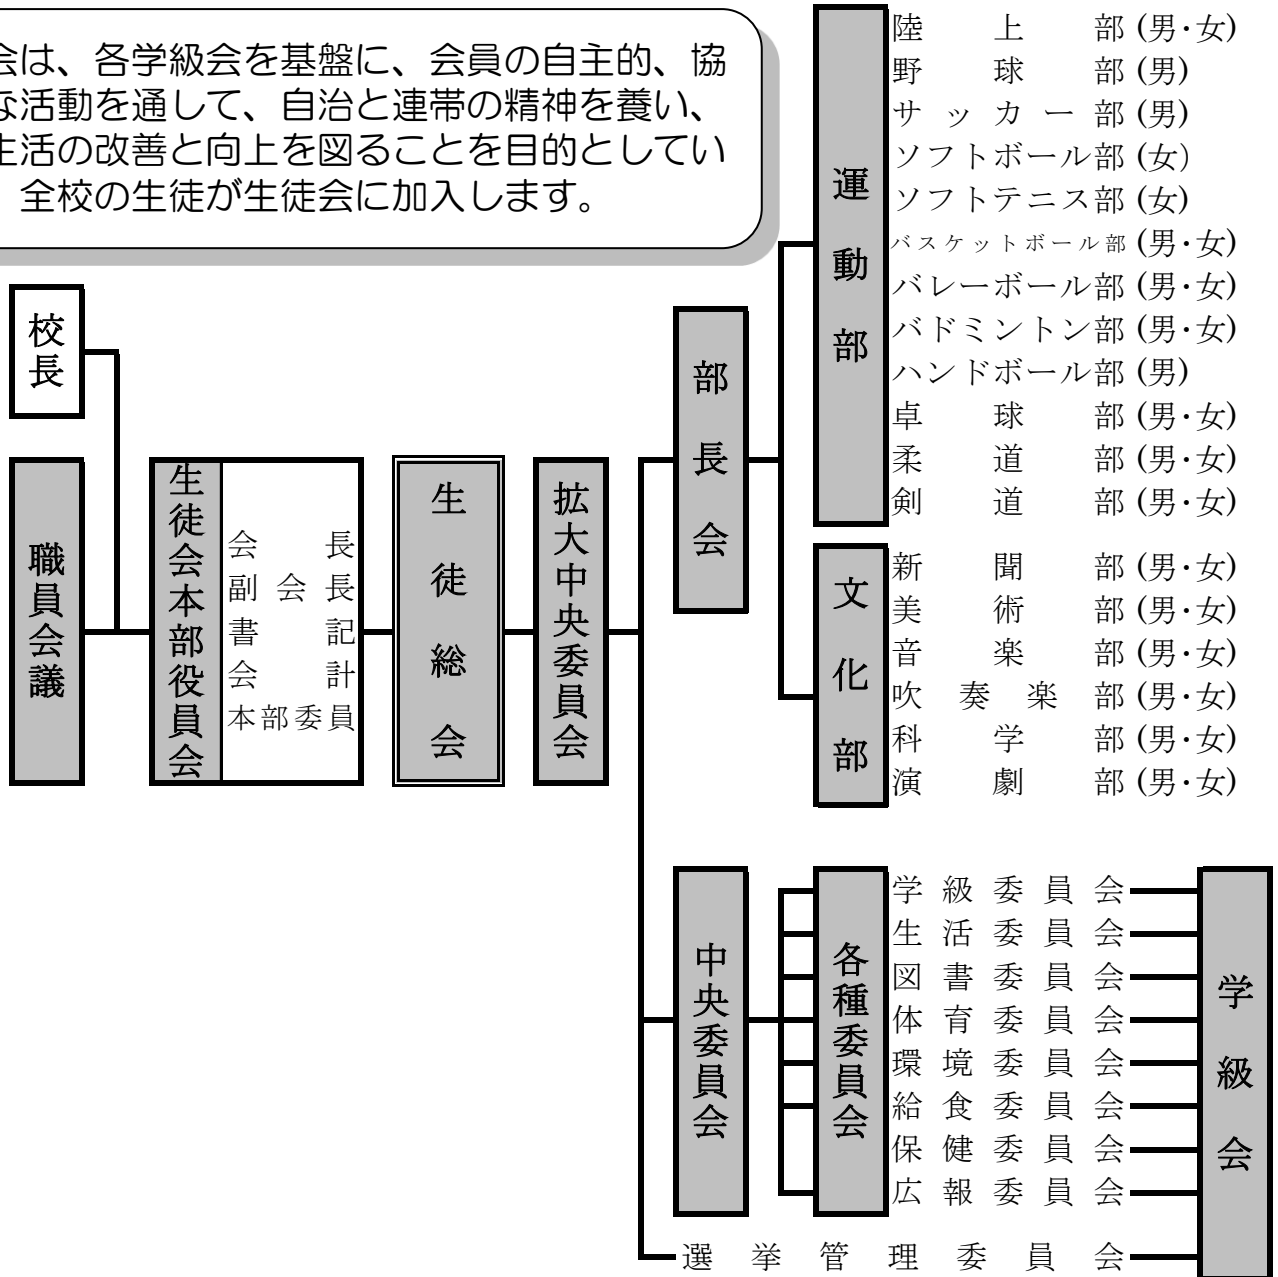 会は、各学級会を基盤に、会員の自主的、協
な活動を通して、自治と連帯の精神を養い、
生活の改善と向上を図ることを目的としてい
全校の生徒が生徒会に加入します。
校長
職員会議
生徒会本部役員会
会長
副会長
書記
会計
本部委員
生徒総会
拡大中央委員会
部長会
運動部
陸上部(男・女)
野球部(男)
サッカー部(男)
ソフトボール部(女)
ソフトテニス部(女)
バスケットボール部(男・女)
バレーボール部(男・女)
バドミントン部(男・女)
ハンドボール部(男)
卓球部(男・女)
柔道部(男・女)
剣道部(男・女)
文化部
新聞部(男・女)
美術部(男・女)
音楽部(男・女)
吹奏楽部(男・女)
科学部(男・女)
演劇部(男・女)
中央委員会
各種委員会
学級委員会
生活委員会
図書委員会
体育委員会
環境委員会
給食委員会
保健委員会
広報委員会
選挙管理委員会
学級会